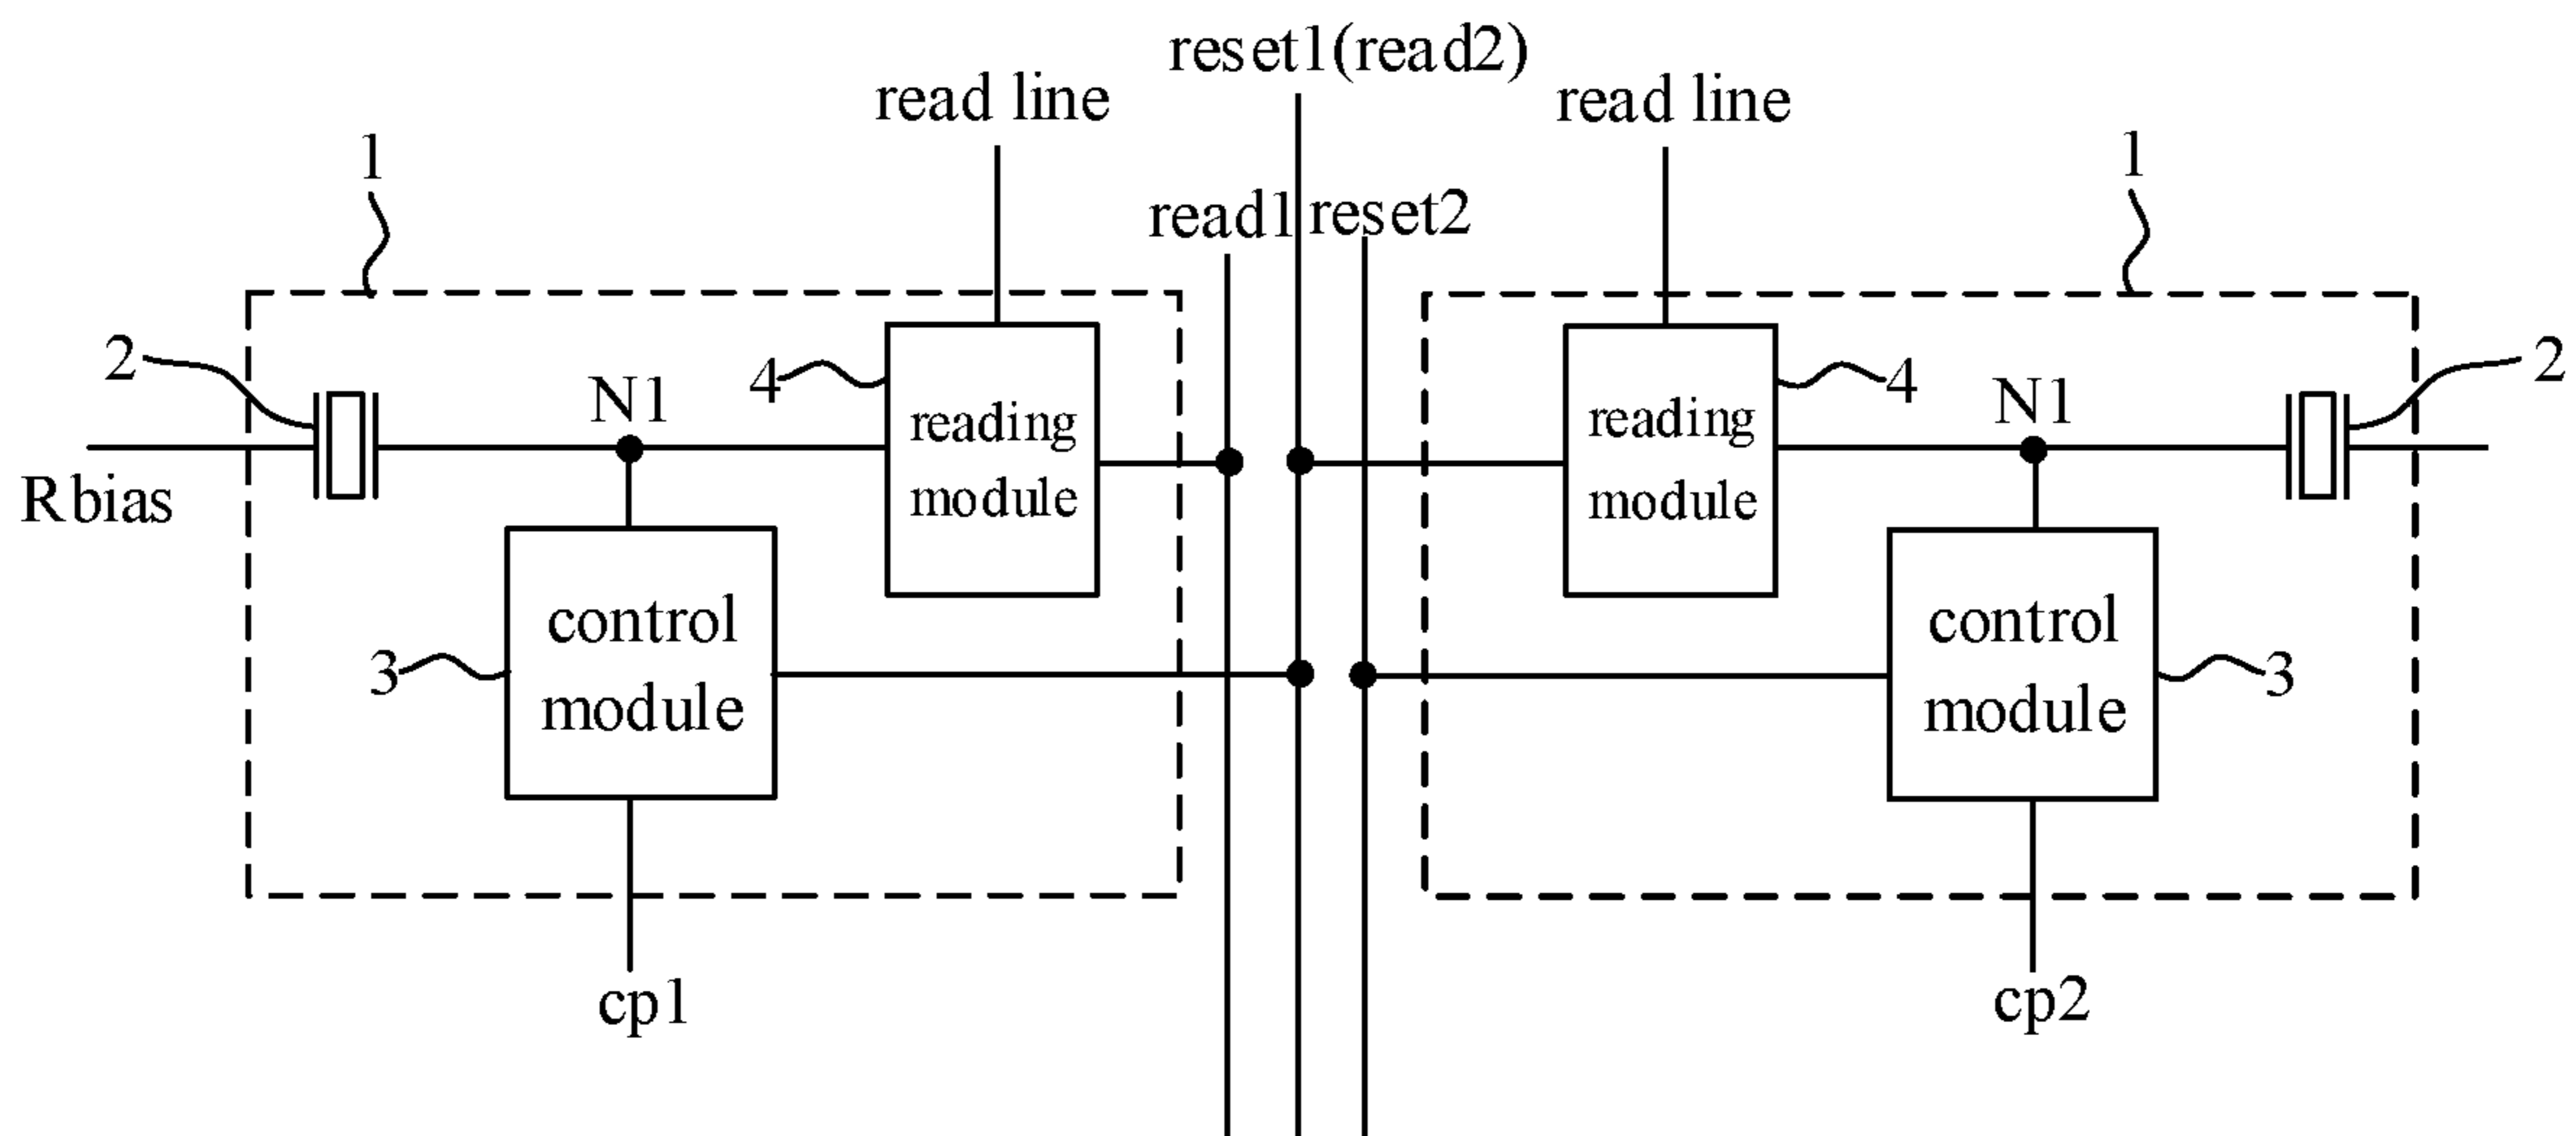 reset1(read2)
read line
read line
1
1
read1
reset2
2
N1
4
reading
module
reading
module
4
N1
2
Rbias
control
module
3
control
module
3
cp1
cp2